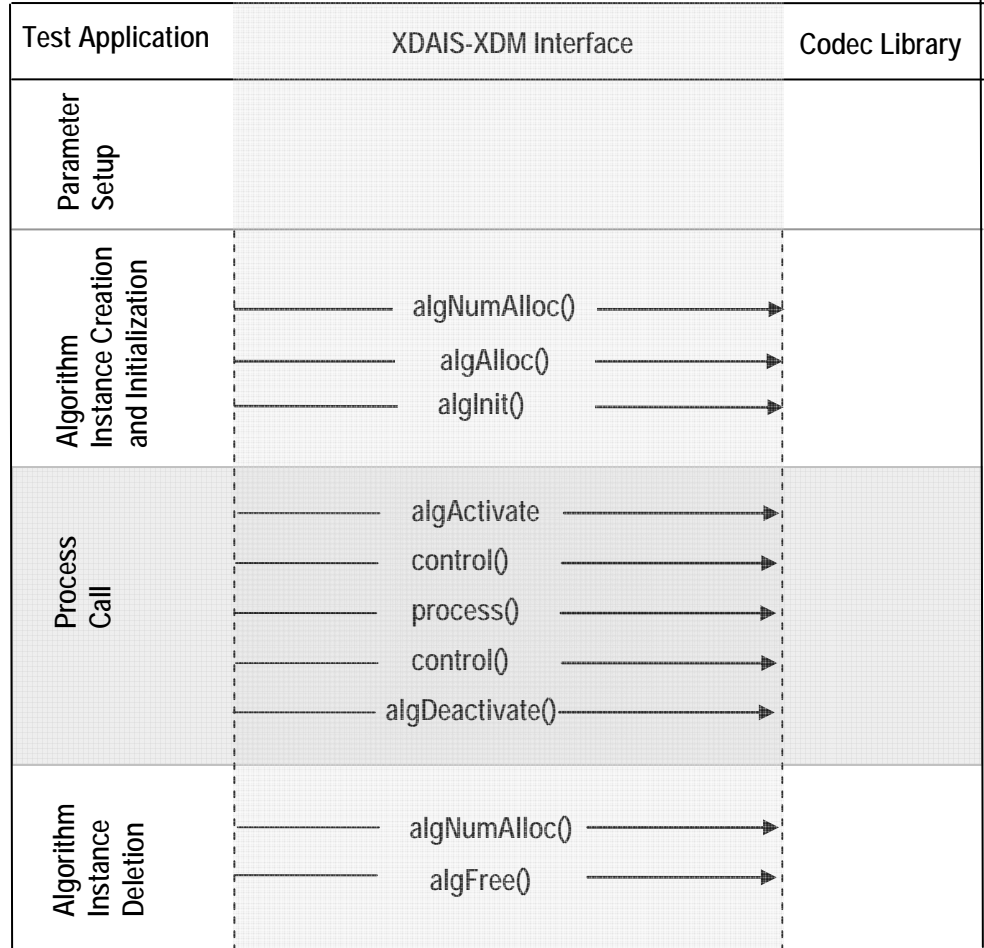 Test Application
XDAIS-XDM Interface
Codec Library
Parameter
Setup
Algorithm
Instance Creation
and Initialization
algNumAlloc()
algAlloc()
algInit()
Process
Call
algActivate
control()
process()
control()
algDeactivate()
Algorithm
Instance
Deletion
algNumAlloc()
algFree()